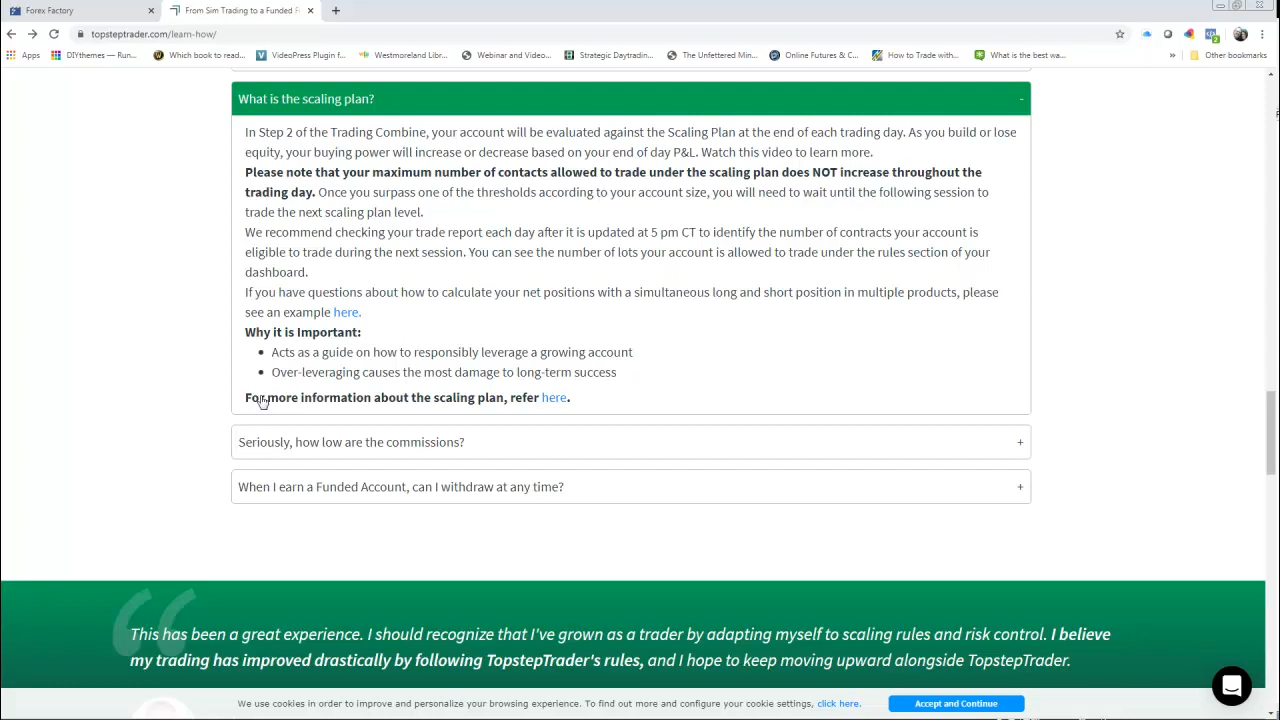 Forex Factory
From Sim Trading to a Funded F
topsteptrader.com/learn-how/
Apps
DIYthemes — Run...
Which book to read...
VideoPress Plugin f...
Westmoreland Libr...
Webinar and Video...
Strategic Daytradin...
The Unfettered Min...
Online Futures & C...
How to Trade with...
What is the best wa...
»
Other bookmarks
What is the scaling plan? -
In Step 2 of the Trading Combine, your account will be evaluated against the Scaling Plan at the end of each trading day. As you build or lose
equity, your buying power will increase or decrease based on your end of day P&L. Watch this video to learn more.
Please note that your maximum number of contacts allowed to trade under the scaling plan does NOT increase throughout the
trading day. Once you surpass one of the thresholds according to your account size, you will need to wait until the following session to
trade the next scaling plan level.
We recommend checking your trade report each day after it is updated at 5 pm CT to identify the number of contracts your account is
eligible to trade during the next session. You can see the number of lots your account is allowed to trade under the rules section of your
dashboard.
If you have questions about how to calculate your net positions with a simultaneous long and short position in multiple products, please
see an example here.
Why it is Important:
• Acts as a guide on how to responsibly leverage a growing account
• Over-leveraging causes the most damage to long-term success
For more information about the scaling plan, refer here.
Seriously, how low are the commissions? +
When I earn a Funded Account, can I withdraw at any time? +
“
This has been a great experience. I should recognize that I've grown as a trader by adapting myself to scaling rules and risk control. I believe
my trading has improved drastically by following TopstepTrader's rules, and I hope to keep moving upward alongside TopstepTrader.
We use cookies in order to improve and personalize your browsing experience. To find out more and configure your cookie settings, click here.
Accept and Continue